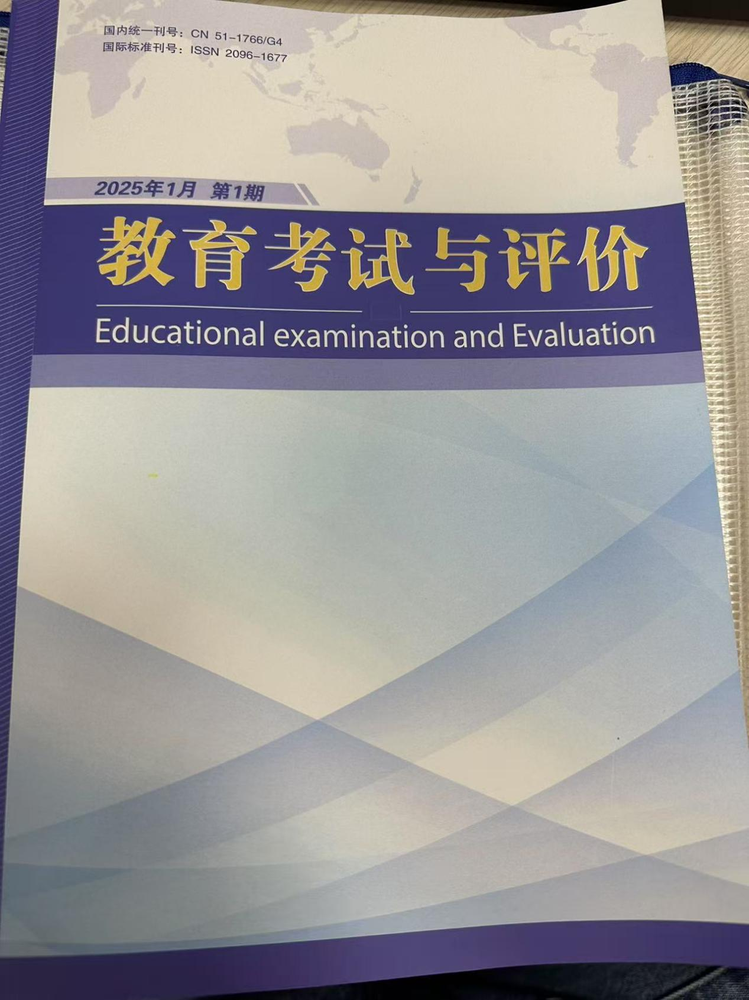 国内统一刊号：CN 51-1766/G4
国际标准刊号：ISSN 2096-1677
2025年1月 第1期
教育考试与评价
Educational examination and Evaluation